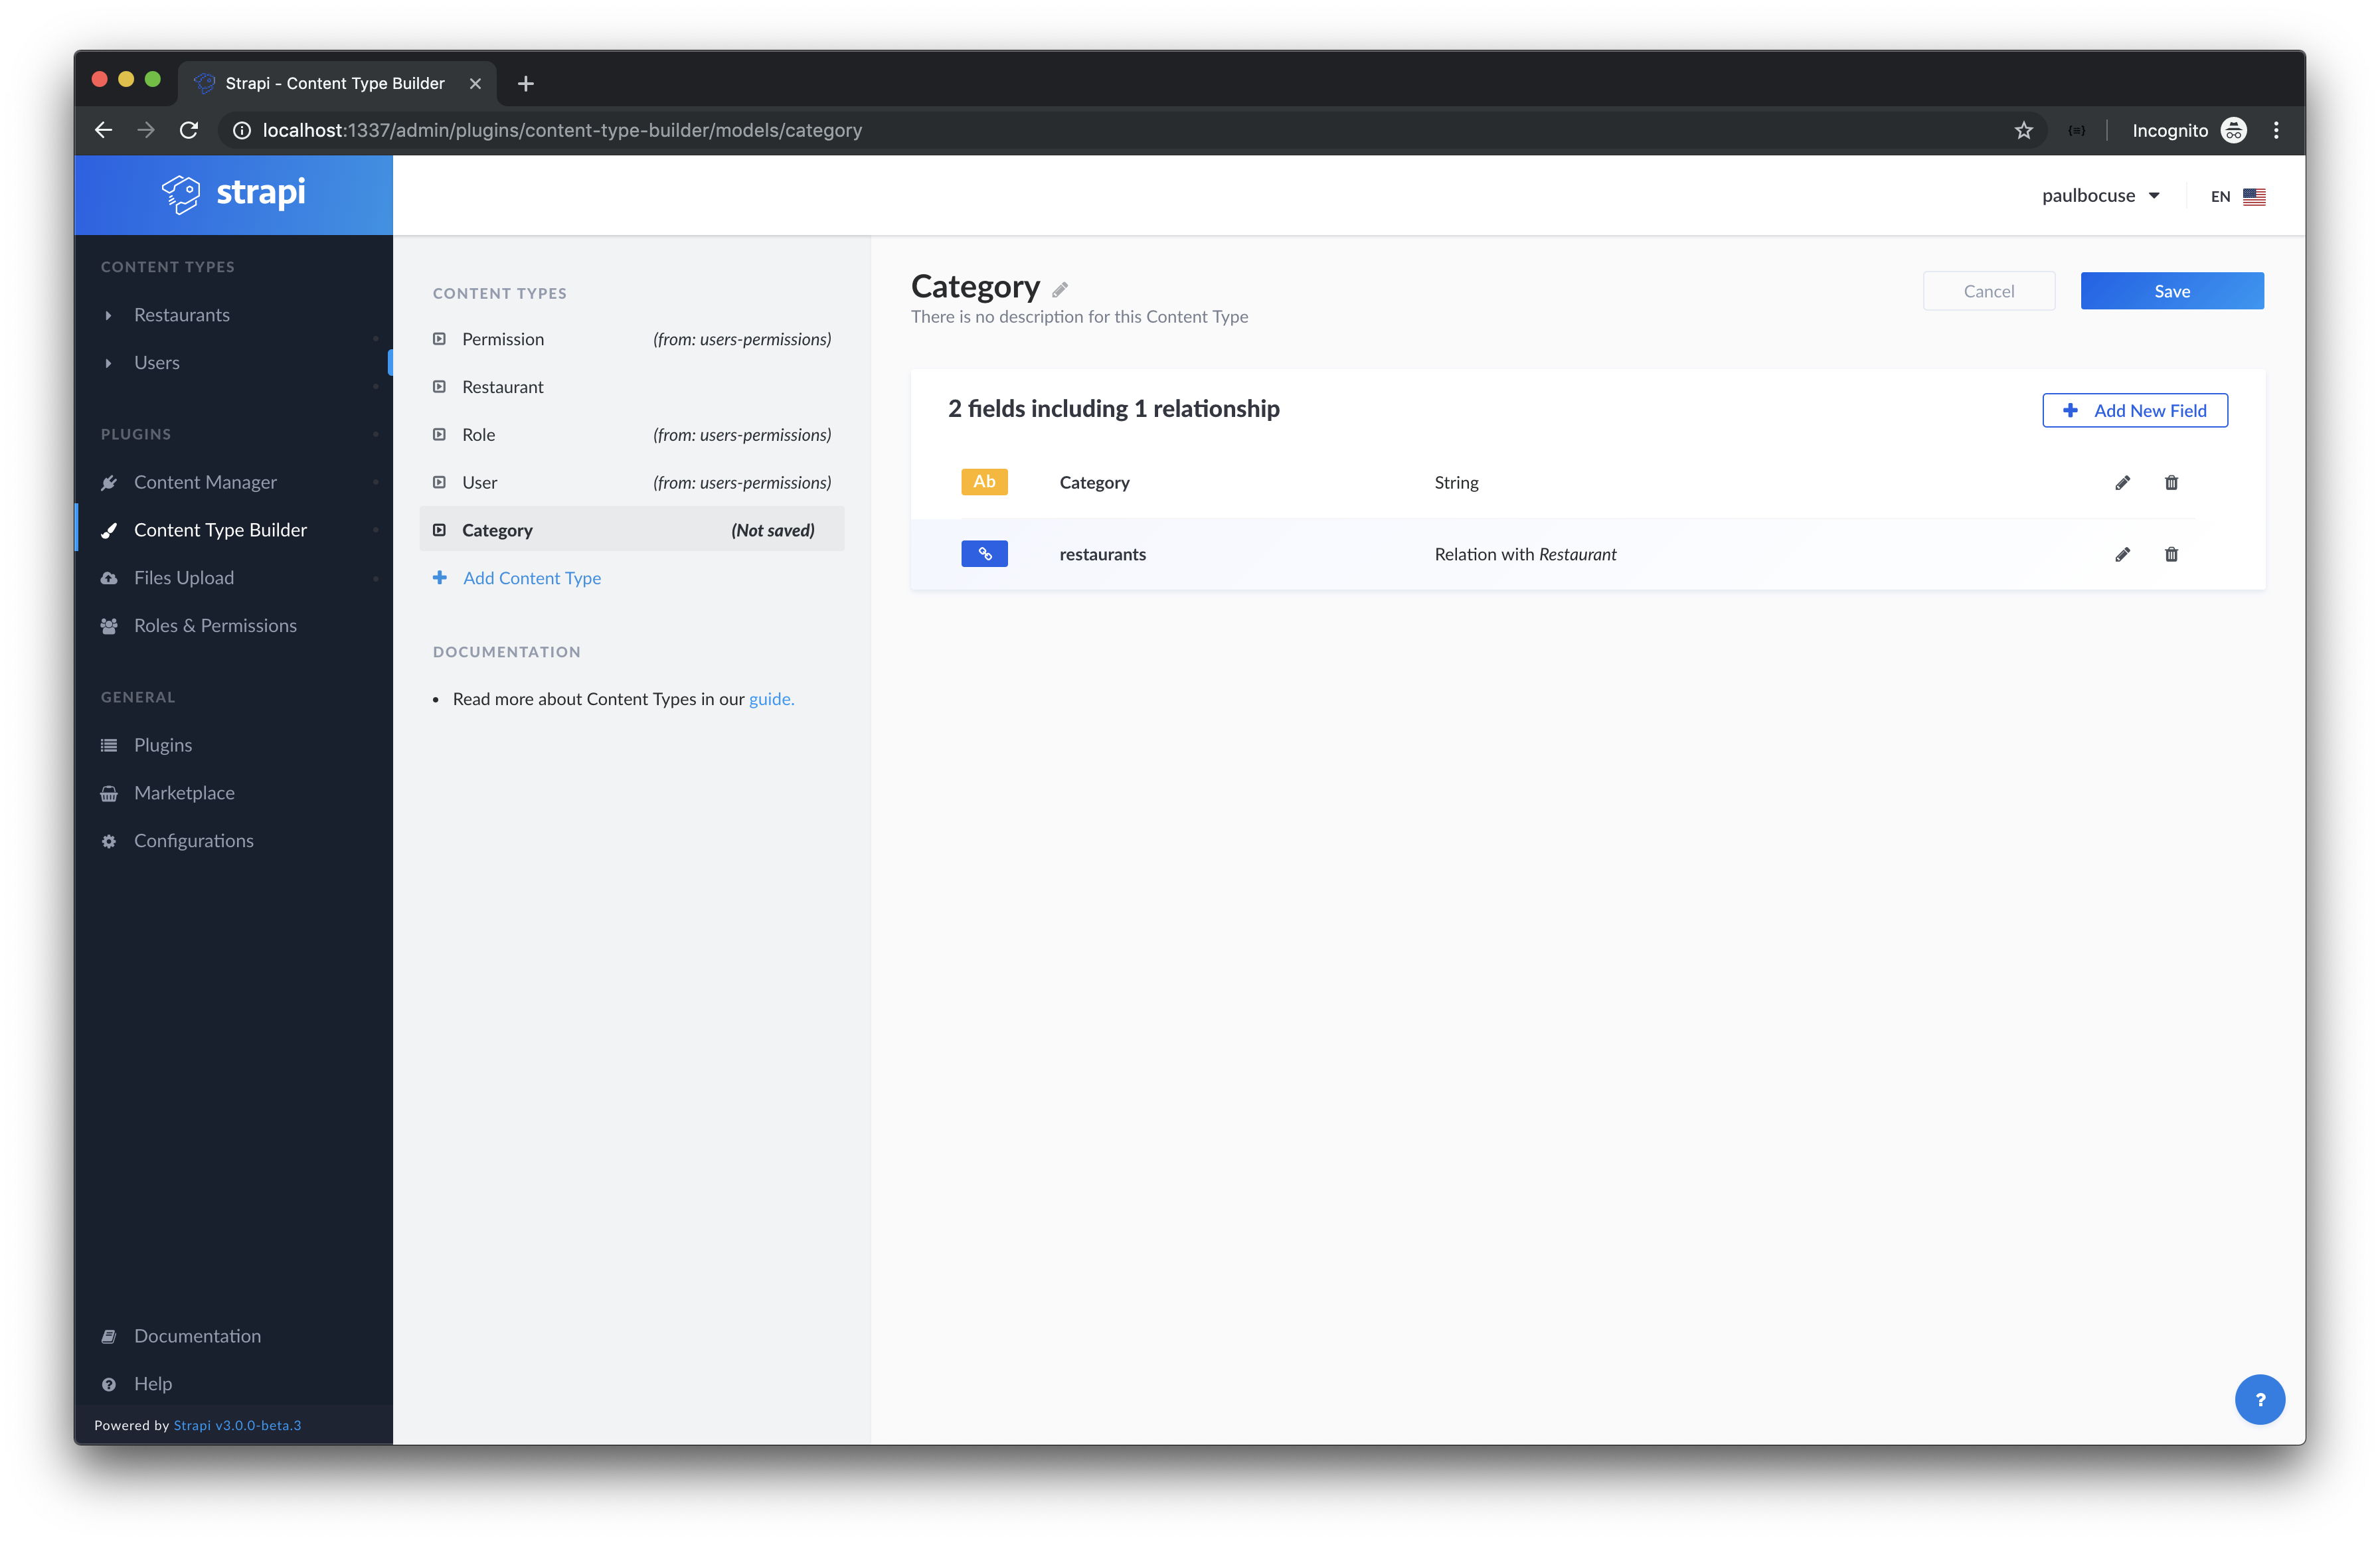 Strapi - Content Type Builder
localhost:1337/admin/plugins/content-type-builder/models/category
Incognito
strapi
paulbocuse
EN
CONTENT TYPES
Restaurants
Users
PLUGINS
Content Manager
Content Type Builder
Files Upload
Roles & Permissions
GENERAL
Plugins
Marketplace
Configurations
Documentation
Help
Powered by Strapi v3.0.0-beta.3
CONTENT TYPES
Permission (from: users-permissions)
Restaurant
Role (from: users-permissions)
User (from: users-permissions)
Category (Not saved)
Add Content Type
DOCUMENTATION
Read more about Content Types in our guide.
Category
There is no description for this Content Type
Cancel
Save
2 fields including 1 relationship
Add New Field
Ab Category String
restaurants Relation with Restaurant
?